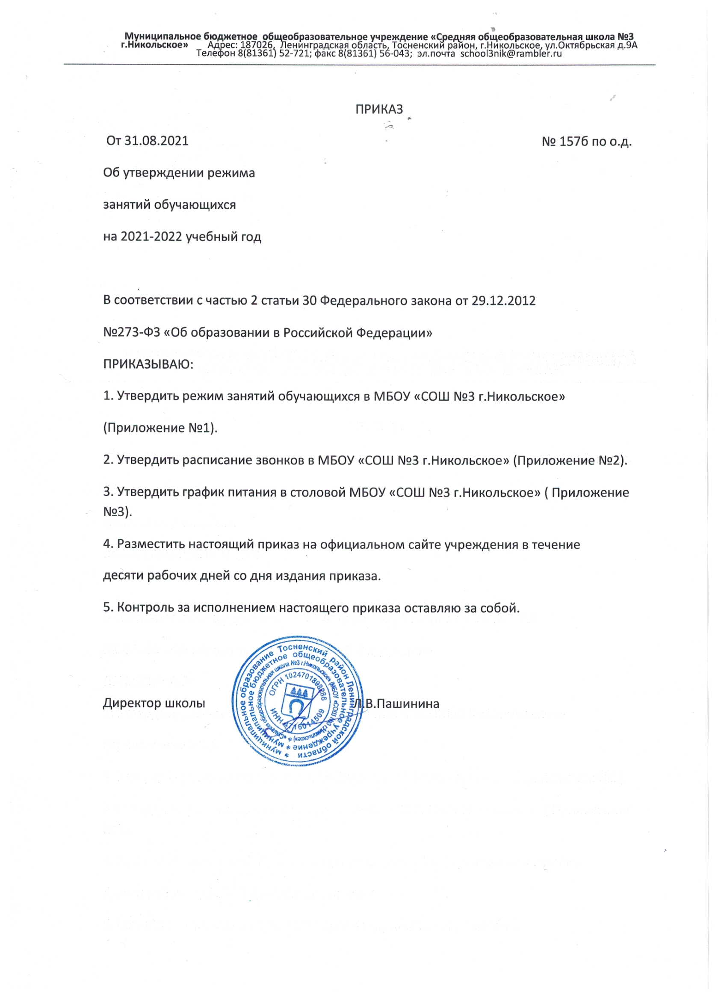 Муниципальное бюджетное общеобразовательное учреждение «Средняя общеобразовательная школа №3
г.Никольское» Адрес: 187026, Ленинградская область, Тосненский район, г.Никольское, ул.Октябрьская д.9А
Телефон 8(81361) 52-721; факс 8(81361) 56-043; эл.почта school3nik@rambler.ru
ПРИКАЗ
От 31.08.2021 № 157б по о.д.
Об утверждении режима
занятий обучающихся
на 2021-2022 учебный год
В соответствии с частью 2 статьи 30 Федерального закона от 29.12.2012
№273-ФЗ «Об образовании в Российской Федерации»
ПРИКАЗЫВАЮ:
1. Утвердить режим занятий обучающихся в МБОУ «СОШ №3 г.Никольское»
(Приложение №1).
2. Утвердить расписание звонков в МБОУ «СОШ №3 г.Никольское» (Приложение №2).
3. Утвердить график питания в столовой МБОУ «СОШ №3 г.Никольское» ( Приложение
№3).
4. Разместить настоящий приказ на официальном сайте учреждения в течение
десяти рабочих дней со дня издания приказа.
5. Контроль за исполнением настоящего приказа оставляю за собой.
Директор школы Л.В.Пашинина
* муниципальное образование Тосненский район Ленинградской области
* муниципальное бюджетное общеобразовательное учреждение
* «Средняя общеобразовательная школа №3 г.Никольское» (МБОУ «СОШ №3 г.Никольское»)
ОГРН 1024701898286
ИНН 4716014509